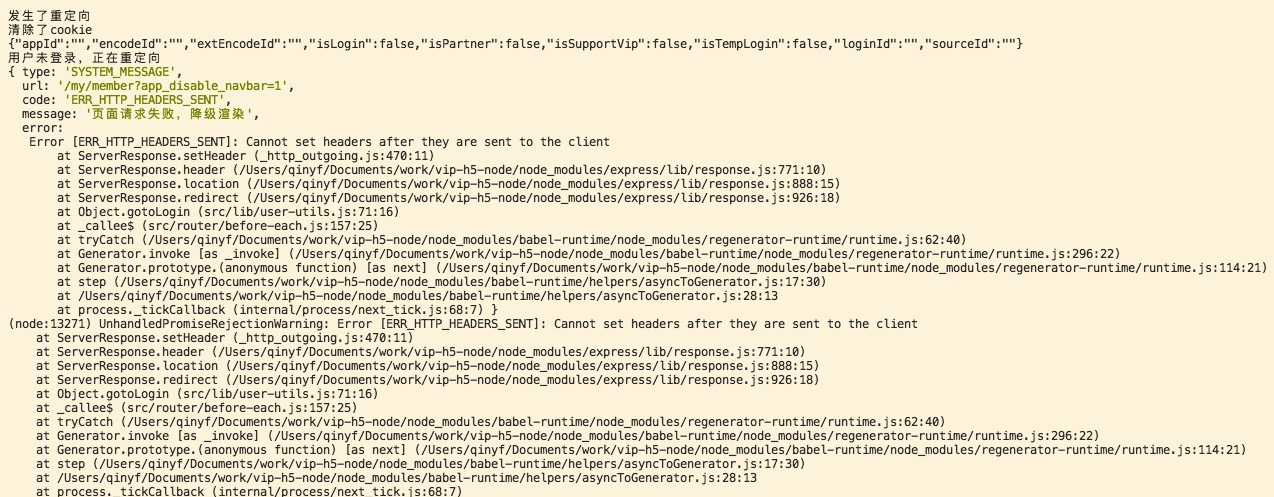 发生了重定向
清除了cookie
{"appId":"","encodeId":"","extEncodeId":"","isLogin":false,"isPartner":false,"isSupportVip":false,"isTempLogin":false,"loginId":"","sourceId":""}
用户未登录，正在重定向
{ type: 'SYSTEM_MESSAGE',
  url: '/my/member?app_disable_navbar=1',
  code: 'ERR_HTTP_HEADERS_SENT',
  message: '页面请求失败，降级渲染',
  error:
   Error [ERR_HTTP_HEADERS_SENT]: Cannot set headers after they are sent to the client
       at ServerResponse.setHeader (_http_outgoing.js:470:11)
       at ServerResponse.header (/Users/qinyf/Documents/work/vip-h5-node/node_modules/express/lib/response.js:771:10)
       at ServerResponse.location (/Users/qinyf/Documents/work/vip-h5-node/node_modules/express/lib/response.js:888:15)
       at ServerResponse.redirect (/Users/qinyf/Documents/work/vip-h5-node/node_modules/express/lib/response.js:926:18)
       at Object.gotoLogin (src/lib/user-utils.js:71:16)
       at _callee$ (src/router/before-each.js:157:25)
       at tryCatch (/Users/qinyf/Documents/work/vip-h5-node/node_modules/babel-runtime/node_modules/regenerator-runtime/runtime.js:62:40)
       at Generator.invoke [as _invoke] (/Users/qinyf/Documents/work/vip-h5-node/node_modules/babel-runtime/node_modules/regenerator-runtime/runtime.js:296:22)
       at Generator.prototype.(anonymous function) [as next] (/Users/qinyf/Documents/work/vip-h5-node/node_modules/babel-runtime/node_modules/regenerator-runtime/runtime.js:114:21)
       at step (/Users/qinyf/Documents/work/vip-h5-node/node_modules/babel-runtime/helpers/asyncToGenerator.js:17:30)
       at /Users/qinyf/Documents/work/vip-h5-node/node_modules/babel-runtime/helpers/asyncToGenerator.js:28:13
       at process._tickCallback (internal/process/next_tick.js:68:7) }
(node:13271) UnhandledPromiseRejectionWarning: Error [ERR_HTTP_HEADERS_SENT]: Cannot set headers after they are sent to the client
    at ServerResponse.setHeader (_http_outgoing.js:470:11)
    at ServerResponse.header (/Users/qinyf/Documents/work/vip-h5-node/node_modules/express/lib/response.js:771:10)
    at ServerResponse.location (/Users/qinyf/Documents/work/vip-h5-node/node_modules/express/lib/response.js:888:15)
    at ServerResponse.redirect (/Users/qinyf/Documents/work/vip-h5-node/node_modules/express/lib/response.js:926:18)
    at Object.gotoLogin (src/lib/user-utils.js:71:16)
    at _callee$ (src/router/before-each.js:157:25)
    at tryCatch (/Users/qinyf/Documents/work/vip-h5-node/node_modules/babel-runtime/node_modules/regenerator-runtime/runtime.js:62:40)
    at Generator.invoke [as _invoke] (/Users/qinyf/Documents/work/vip-h5-node/node_modules/babel-runtime/node_modules/regenerator-runtime/runtime.js:296:22)
    at Generator.prototype.(anonymous function) [as next] (/Users/qinyf/Documents/work/vip-h5-node/node_modules/babel-runtime/node_modules/regenerator-runtime/runtime.js:114:21)
    at step (/Users/qinyf/Documents/work/vip-h5-node/node_modules/babel-runtime/helpers/asyncToGenerator.js:17:30)
    at /Users/qinyf/Documents/work/vip-h5-node/node_modules/babel-runtime/helpers/asyncToGenerator.js:28:13
    at process._tickCallback (internal/process/next_tick.js:68:7)